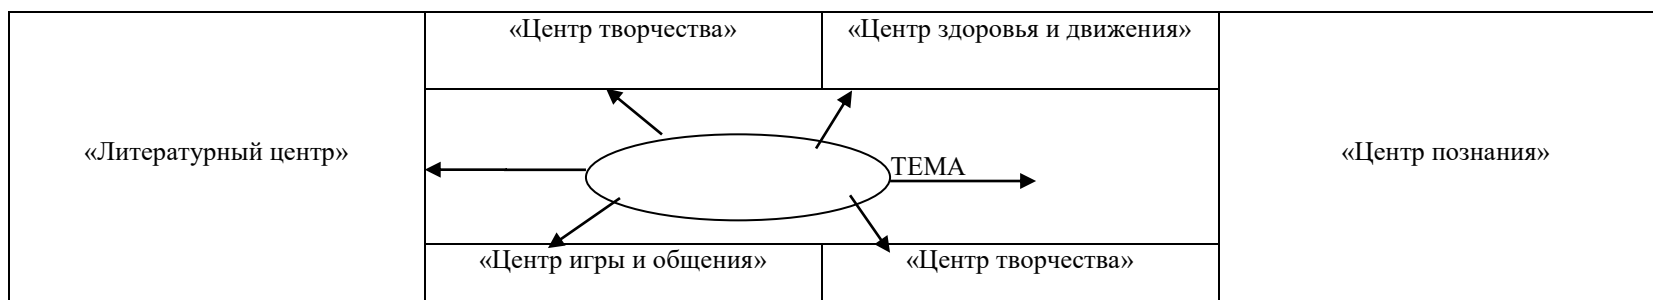 «Центр творчества»
«Центр здоровья и движения»
«Литературный центр»
ТЕМА
«Центр познания»
«Центр игры и общения»
«Центр творчества»